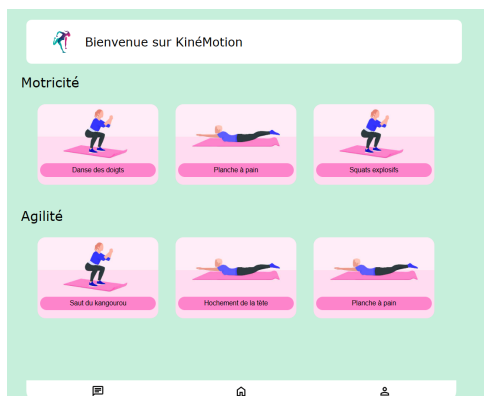 Bienvenue sur KinéMotion
Motricité
Danse des doigts
Planche à pain
Squats explosifs
Agilité
Saut du kangourou
Hochement de la tête
Planche à pain